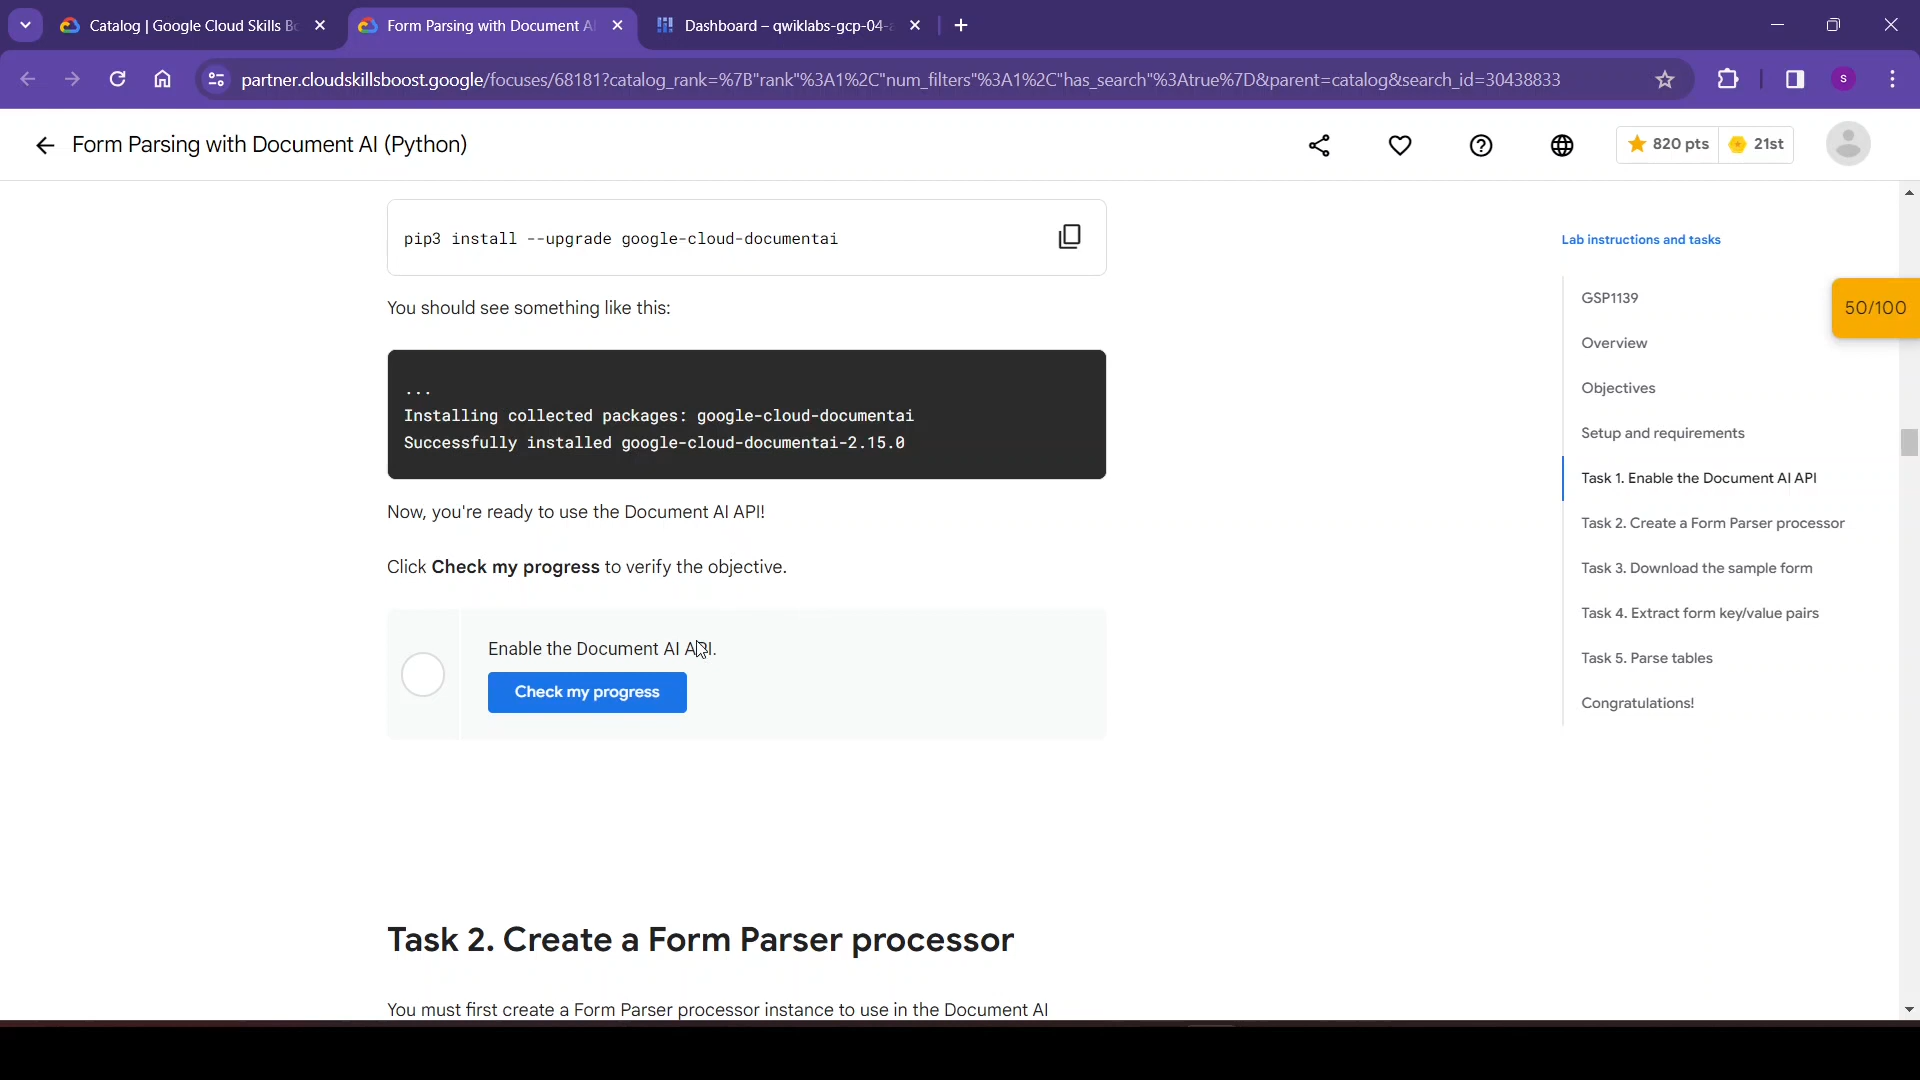 Catalog | Google Cloud Skills Bo
Form Parsing with Document AI
Dashboard – qwiklabs-gcp-04-
partner.cloudskillsboost.google/focuses/68181?catalog_rank=%7B"rank"%3A1%2C"num_filters"%3A1%2C"has_search"%3Atrue%7D&parent=catalog&search_id=30438833
S
Form Parsing with Document AI (Python)
820 pts
21st
pip3 install --upgrade google-cloud-documentai
You should see something like this:
...
Installing collected packages: google-cloud-documentai
Successfully installed google-cloud-documentai-2.15.0
Now, you're ready to use the Document AI API!
Click Check my progress to verify the objective.
Enable the Document AI API.
Check my progress
Task 2. Create a Form Parser processor
You must first create a Form Parser processor instance to use in the Document AI
Lab instructions and tasks
GSP1139
Overview
Objectives
Setup and requirements
Task 1. Enable the Document AI API
Task 2. Create a Form Parser processor
Task 3. Download the sample form
Task 4. Extract form key/value pairs
Task 5. Parse tables
Congratulations!
50/100